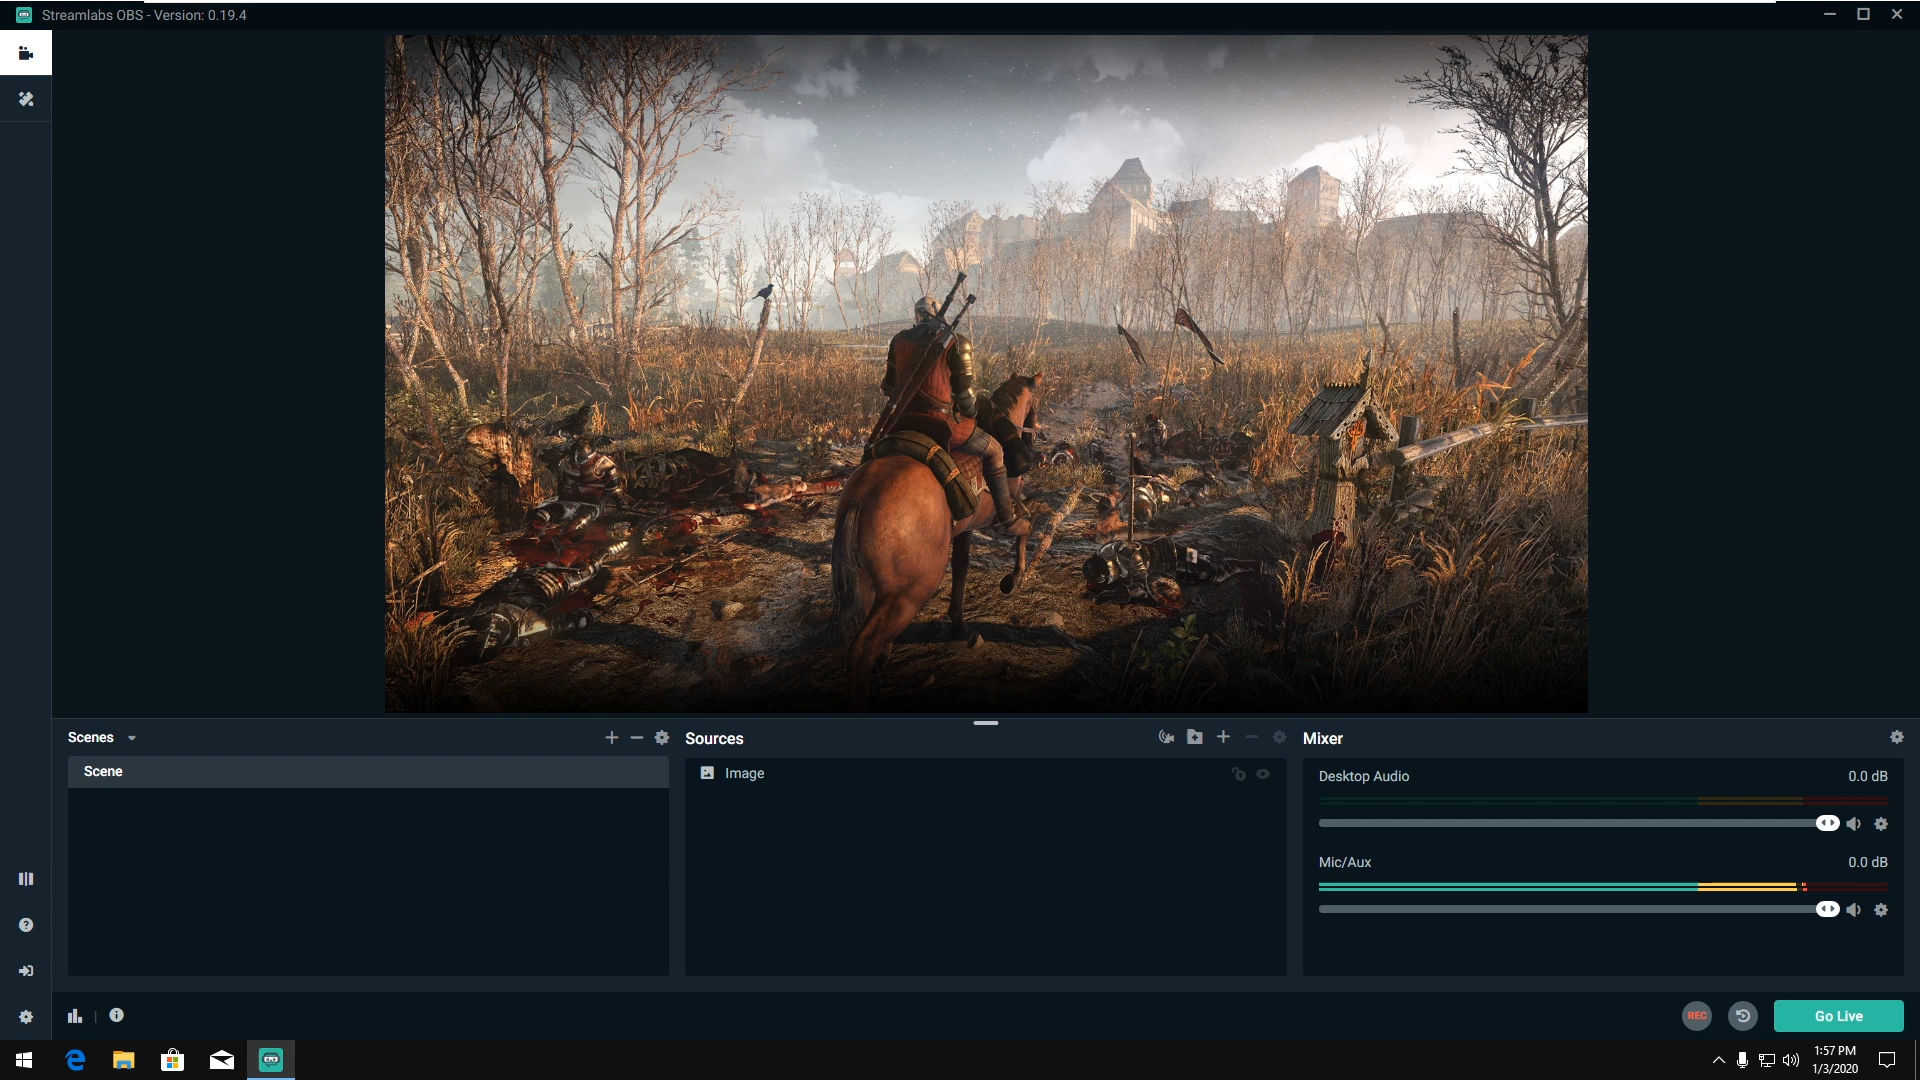 Streamlabs OBS - Version: 0.19.4
Scenes
Sources
Mixer
Scene
Image
Desktop Audio
0.0 dB
Mic/Aux
0.0 dB
REC
Go Live
1:57 PM
1/3/2020